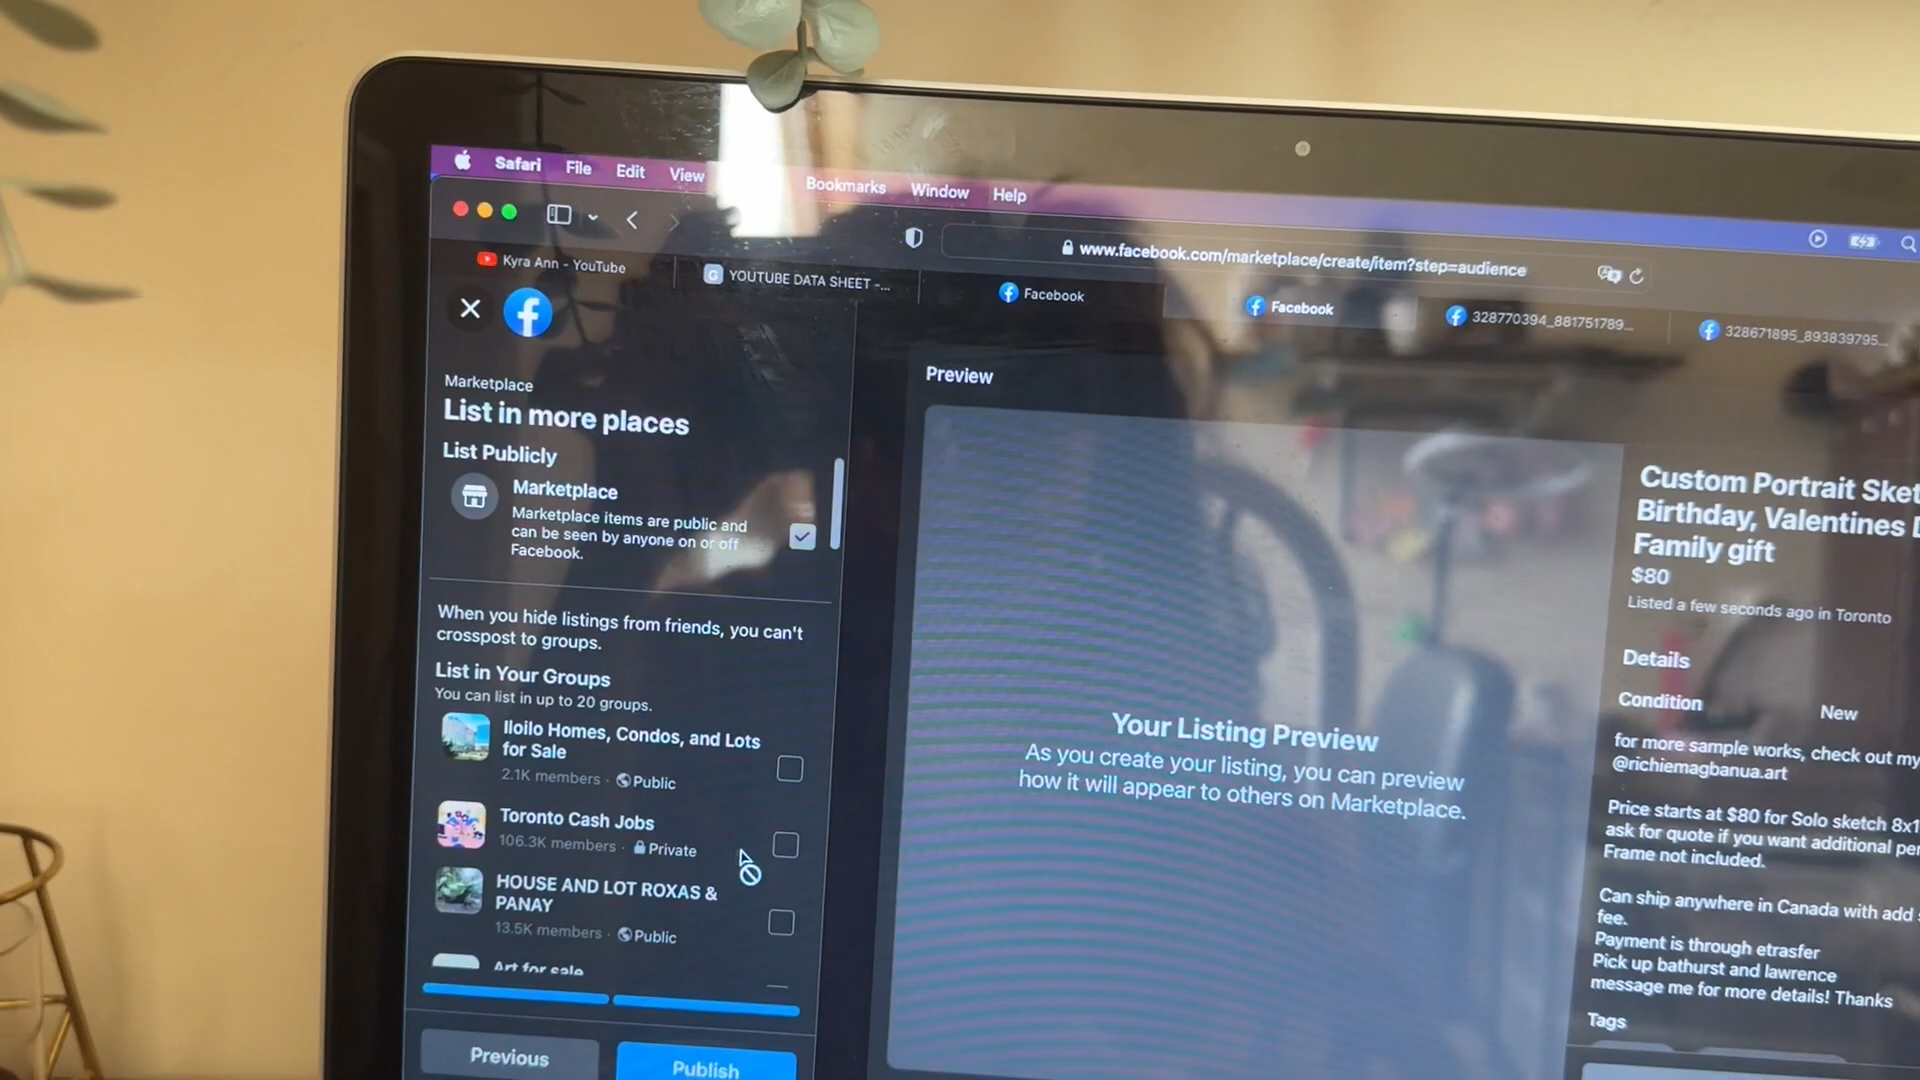 Safari File Edit View Bookmarks Window Help
www.facebook.com/marketplace/create/item?step=audience
Kyra Ann - YouTube
G YOUTUBE DATA SHEET -...
Facebook
Facebook
328770394_881751789...
328671895_893839795...
Marketplace
List in more places
List Publicly
Marketplace
Marketplace items are public and
can be seen by anyone on or off
Facebook.
When you hide listings from friends, you can't
crosspost to groups.
List in Your Groups
You can list in up to 20 groups.
Iloilo Homes, Condos, and Lots
for Sale
2.1K members · Public
Toronto Cash Jobs
106.3K members · Private
HOUSE AND LOT ROXAS &
PANAY
13.5K members · Public
Art for sale
Previous
Publish
Preview
Your Listing Preview
As you create your listing, you can preview
how it will appear to others on Marketplace.
Custom Portrait Sket
Birthday, Valentines D
Family gift
$80
Listed a few seconds ago in Toronto
Details
Condition New
for more sample works, check out my
@richiemagbanua.art
Price starts at $80 for Solo sketch 8x1
ask for quote if you want additional per
Frame not included.
Can ship anywhere in Canada with add s
fee.
Payment is through etrasfer
Pick up bathurst and lawrence
message me for more details! Thanks
Tags